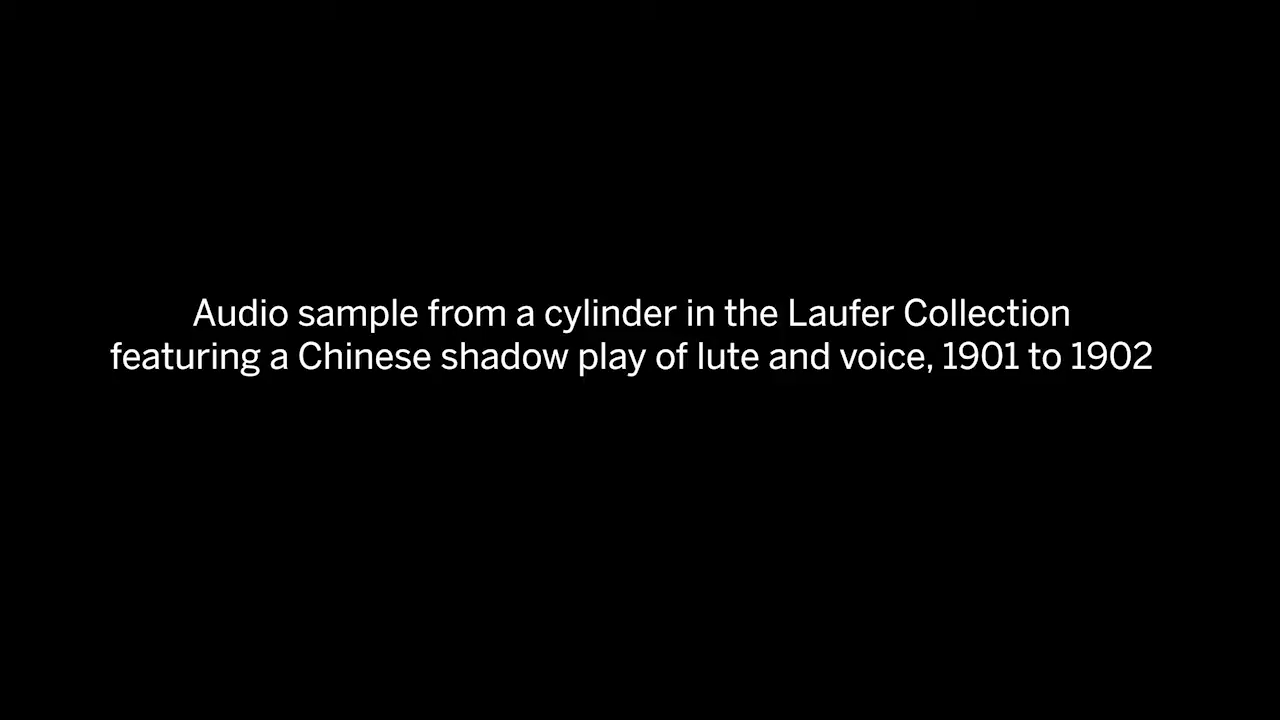 Audio sample from a cylinder in the Laufer Collection
featuring a Chinese shadow play of lute and voice, 1901 to 1902